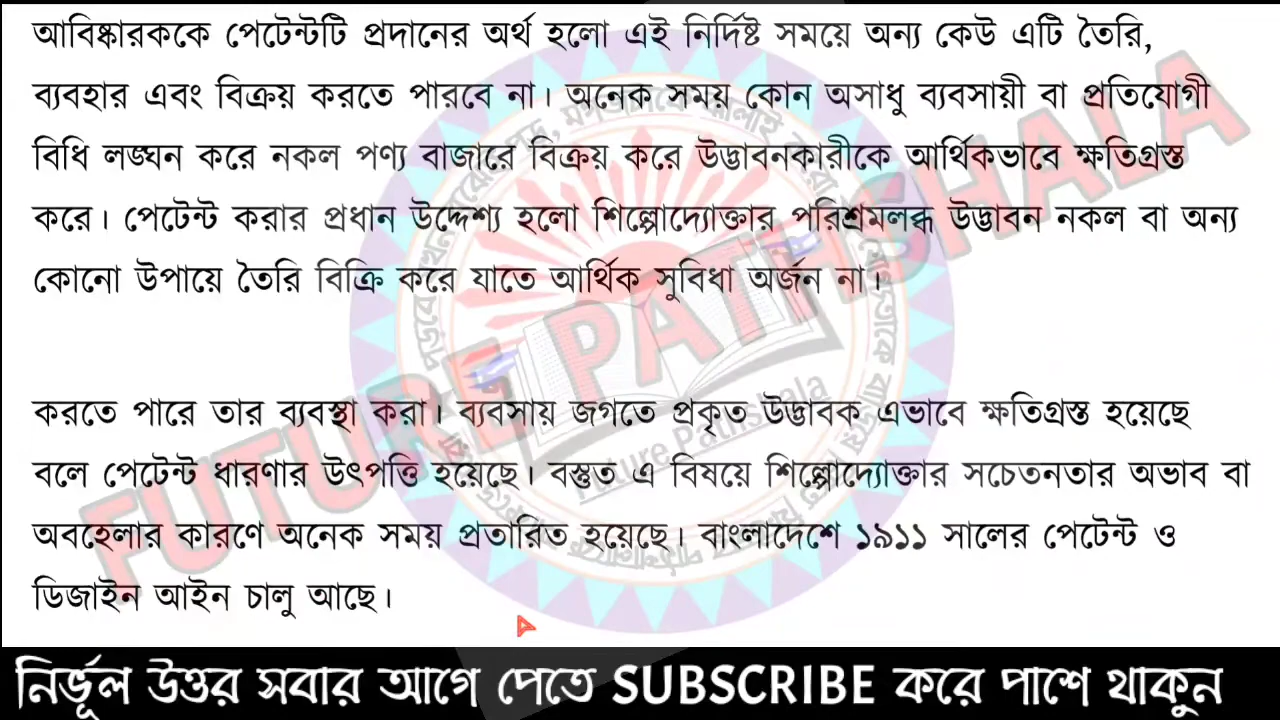 আবিষ্কারককে পেটেন্টটি প্রদানের অর্থ হলো এই নির্দিষ্ট সময়ে অন্য কেউ এটি তৈরি,
ব্যবহার এবং বিক্রয় করতে পারবে না। অনেক সময় কোন অসাধু ব্যবসায়ী বা প্রতিযোগী
বিধি লঙ্ঘন করে নকল পণ্য বাজারে বিক্রয় করে উদ্ভাবনকারীকে আর্থিকভাবে ক্ষতিগ্রস্ত
করে। পেটেন্ট করার প্রধান উদ্দেশ্য হলো শিল্পোদ্যোক্তার পরিশ্রমলব্ধ উদ্ভাবন নকল বা অন্য
কোনো উপায়ে তৈরি বিক্রি করে যাতে আর্থিক সুবিধা অর্জন না।
করতে পারে তার ব্যবস্থা করা। ব্যবসায় জগতে প্রকৃত উদ্ভাবক এভাবে ক্ষতিগ্রস্ত হয়েছে
বলে পেটেন্ট ধারণার উৎপত্তি হয়েছে। বস্তুত এ বিষয়ে শিল্পোদ্যোক্তার সচেতনতার অভাব বা
অবহেলার কারণে অনেক সময় প্রতারিত হয়েছে। বাংলাদেশে ১৯১১ সালের পেটেন্ট ও
ডিজাইন আইন চালু আছে।
FUTURE PATHSHALA
Future Pathshala
নির্ভূল উত্তর সবার আগে পেতে SUBSCRIBE করে পাশে থাকুন